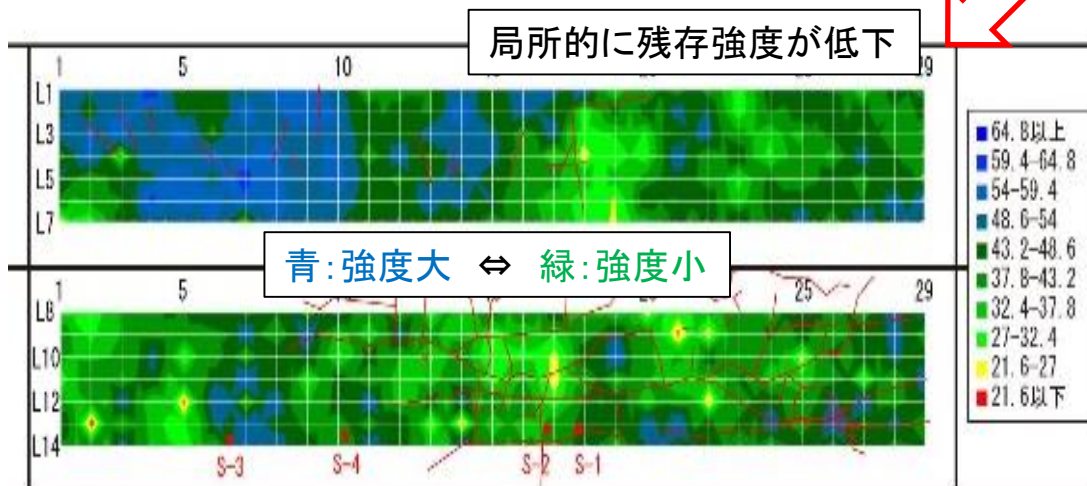 局所的に残存強度が低下
1 5 10 29
L1
L3
L5
L7
青:強度大 ⇔ 緑:強度小
1 5 25 29
L8
L10
L12
L14
S-3 S-4 S-2 S-1
64.8以上
59.4-64.8
54-59.4
48.6-54
43.2-48.6
37.8-43.2
32.4-37.8
27-32.4
21.6-27
21.6以下